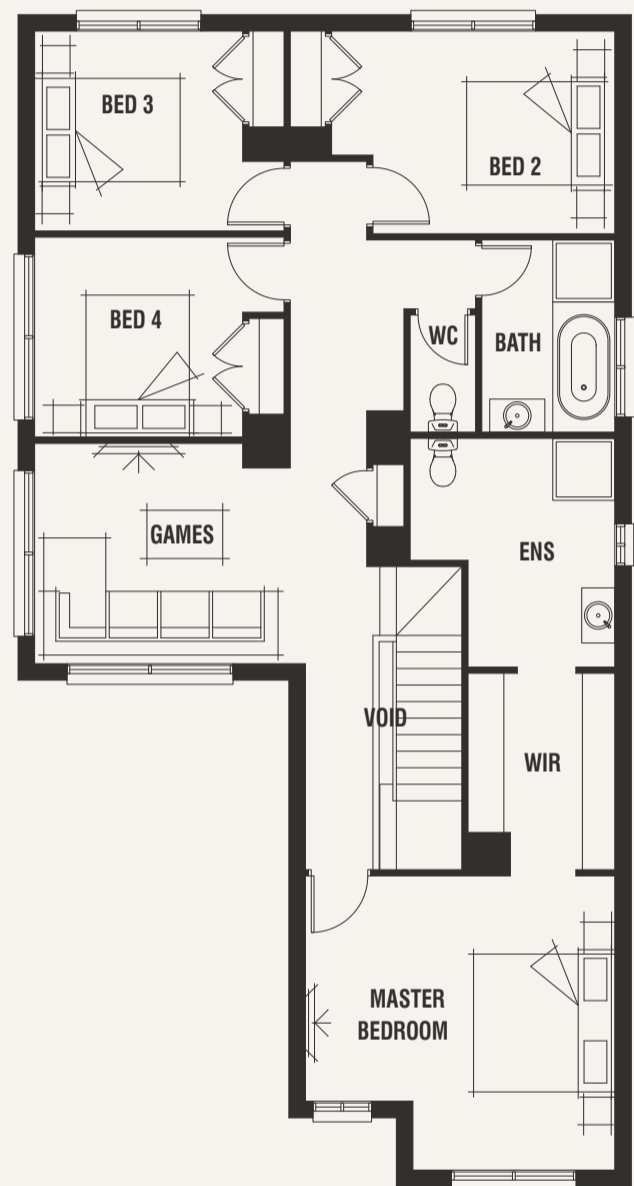 BED 3
BED 2
BED 4
WC
BATH
GAMES
ENS
VOID
WIR
MASTER
BEDROOM